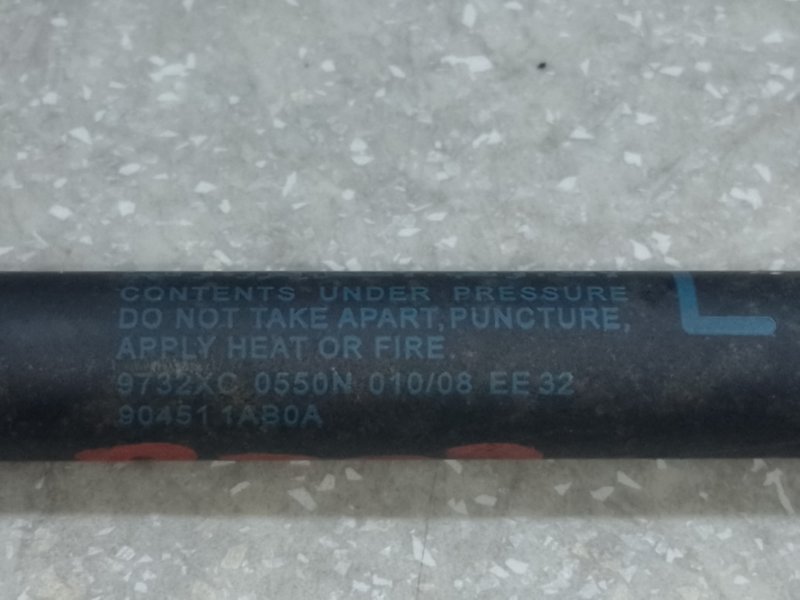 CONTENTS UNDER PRESSURE
DO NOT TAKE APART, PUNCTURE,
APPLY HEAT OR FIRE.
9732XC 0550N 010/08 EE 32
90451 1AB0A
L